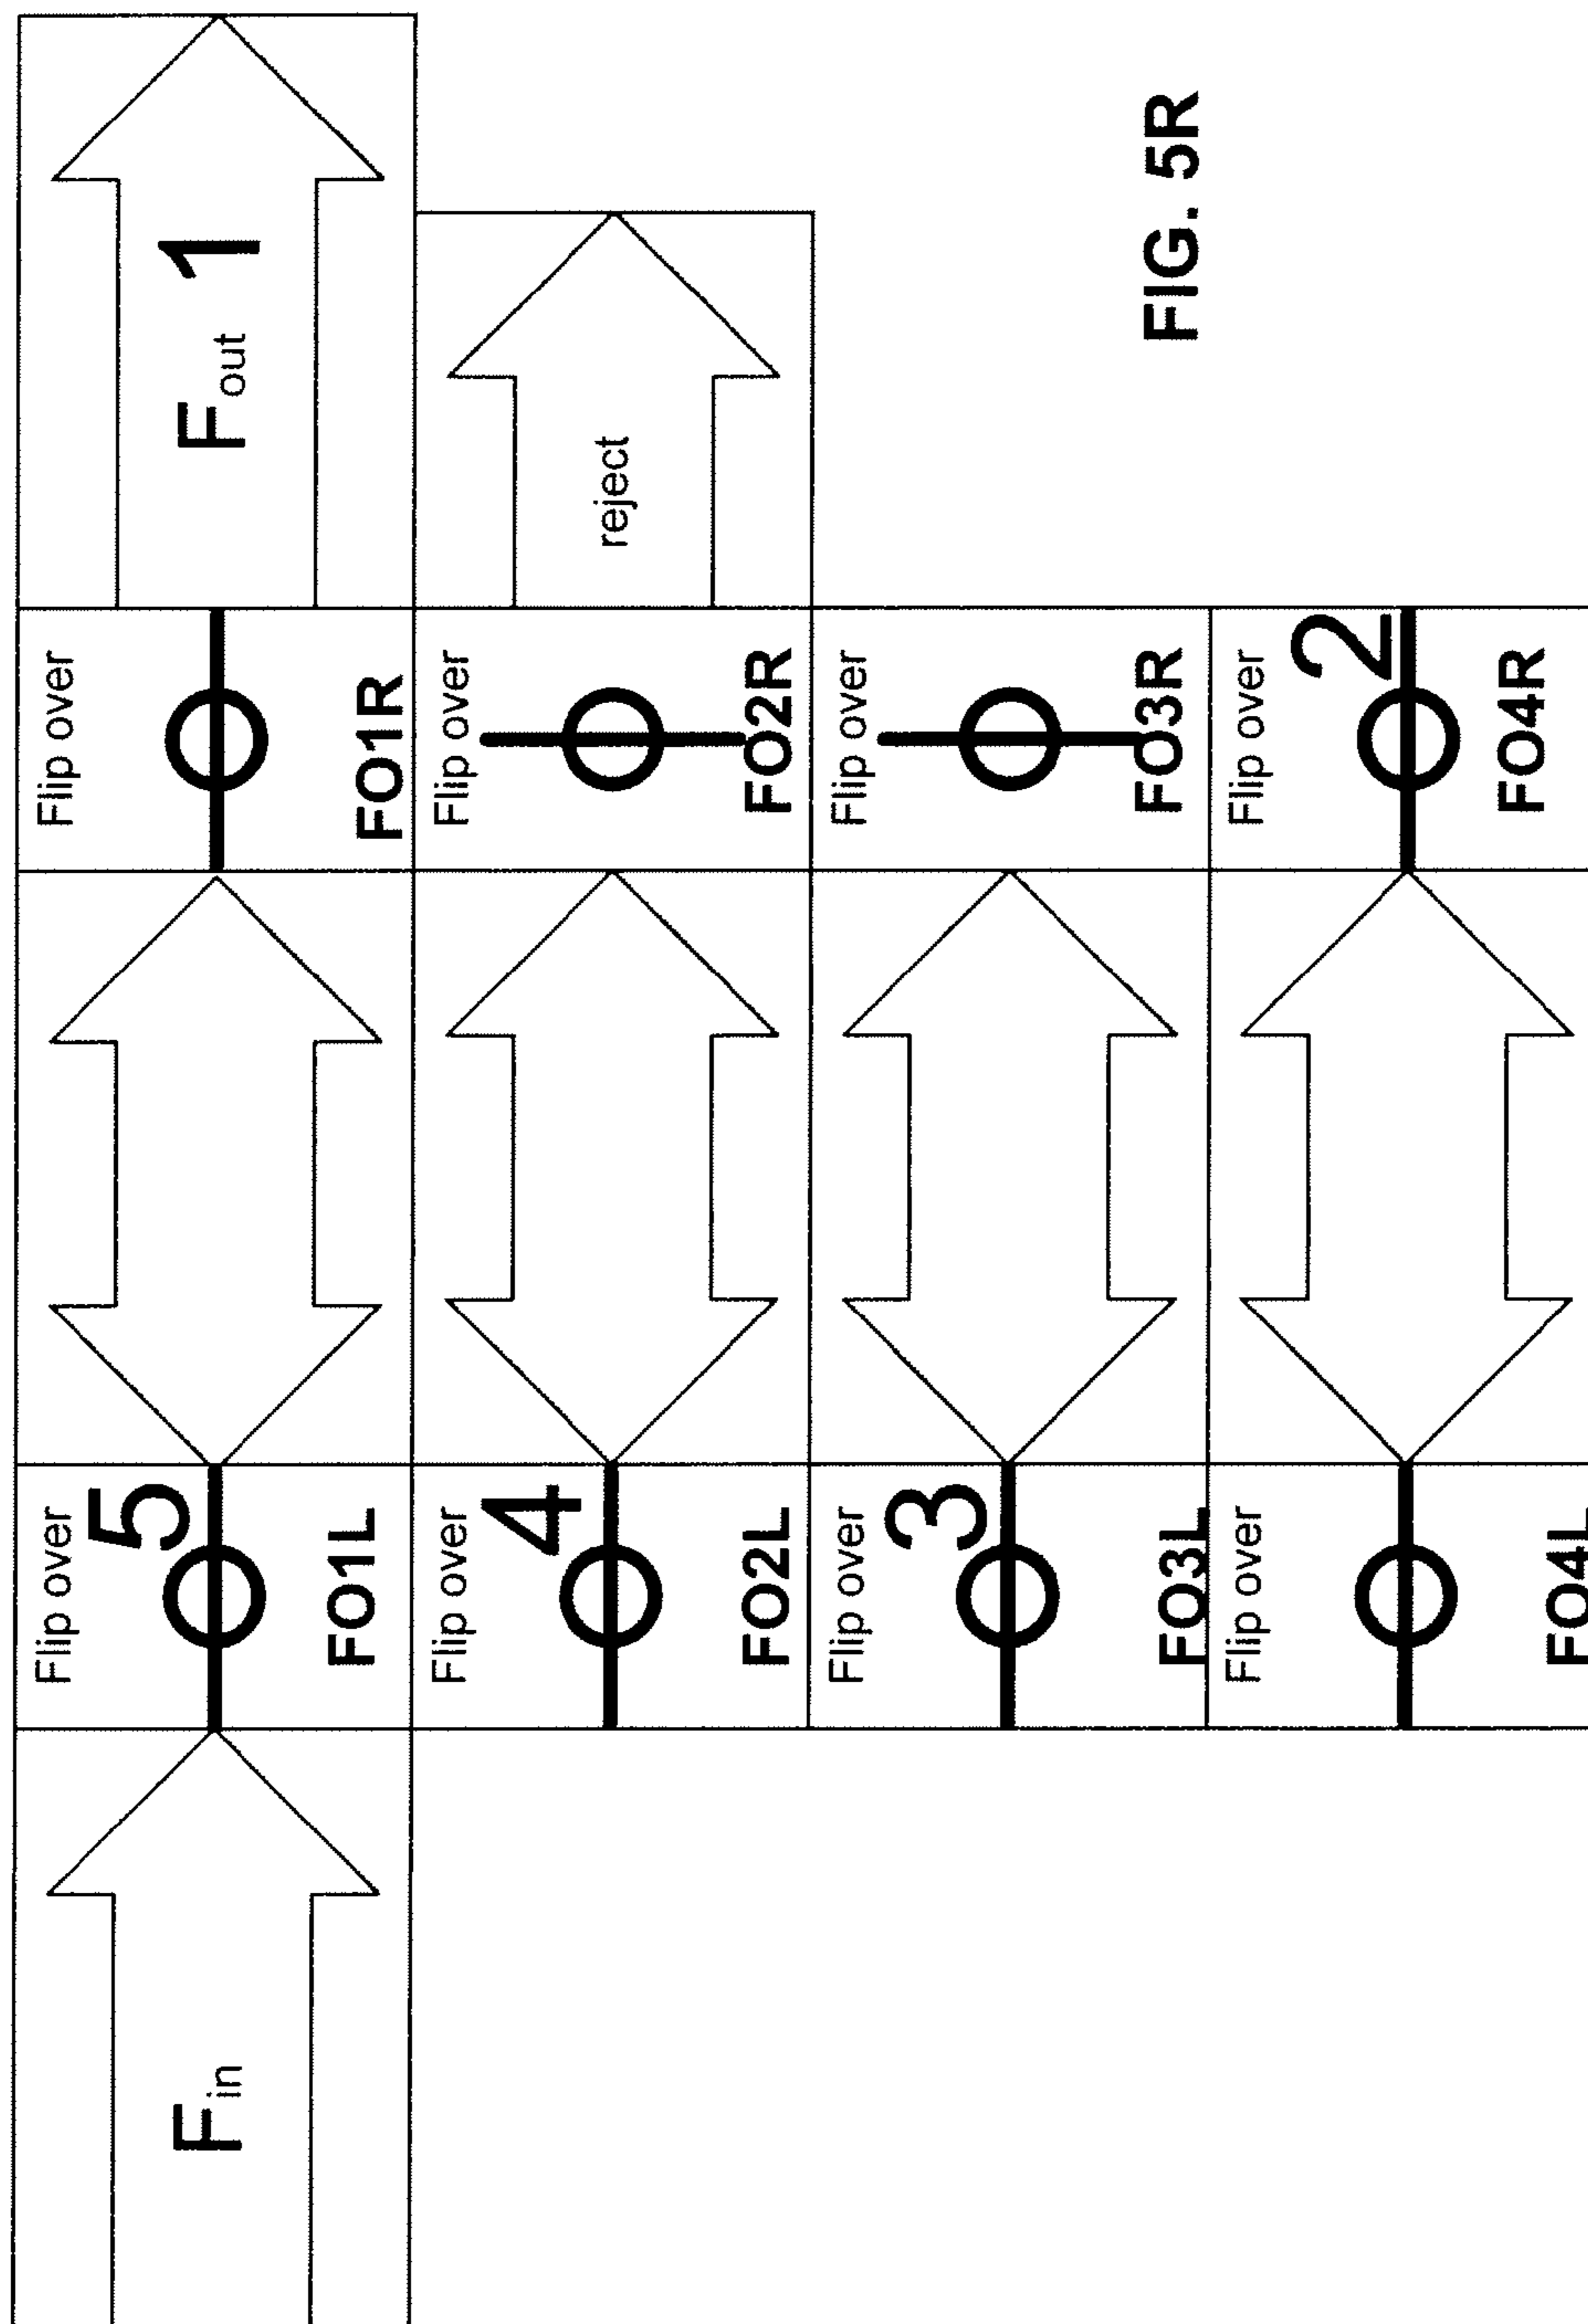 Flip over
Flip over
5
Fin
Fout 1
FO1L
FO1R
Flip over
Flip over
4
reject
FO2L
FO2R
Flip over
Flip over
3
FO3L
FO3R
FIG. 5R
Flip over
Flip over
2
FO4L
FO4R